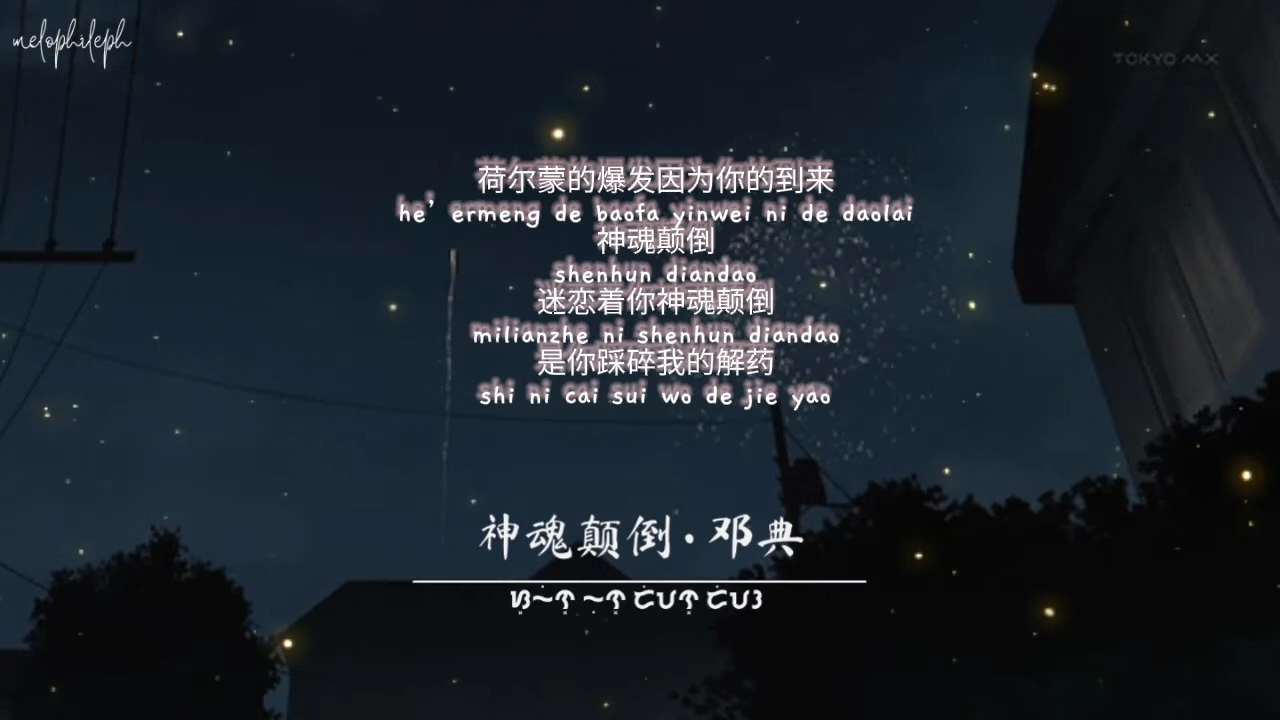 melophileph
TOKYO MX
荷尔蒙的爆发因为你的到来
he' ermeng de baofa yinwei ni de daolai
神魂颠倒
shenhun diandao
迷恋着你神魂颠倒
milianzhe ni shenhun diandao
是你踩碎我的解药
shi ni cai sui wo de jie yao
神魂颠倒·邓典